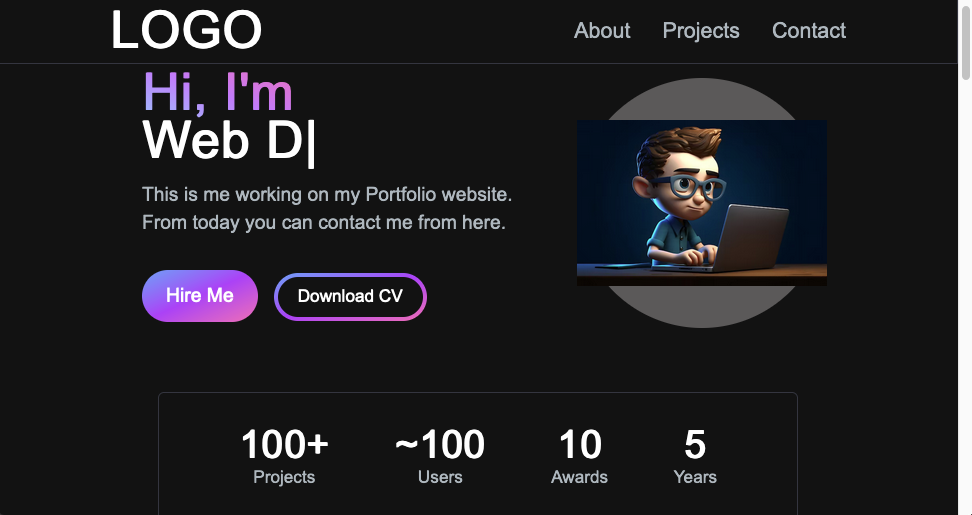 LOGO
About Projects Contact
Hi, I'm
Web D|
This is me working on my Portfolio website.
From today you can contact me from here.
Hire Me Download CV
100+ ~100 10 5
Projects Users Awards Years